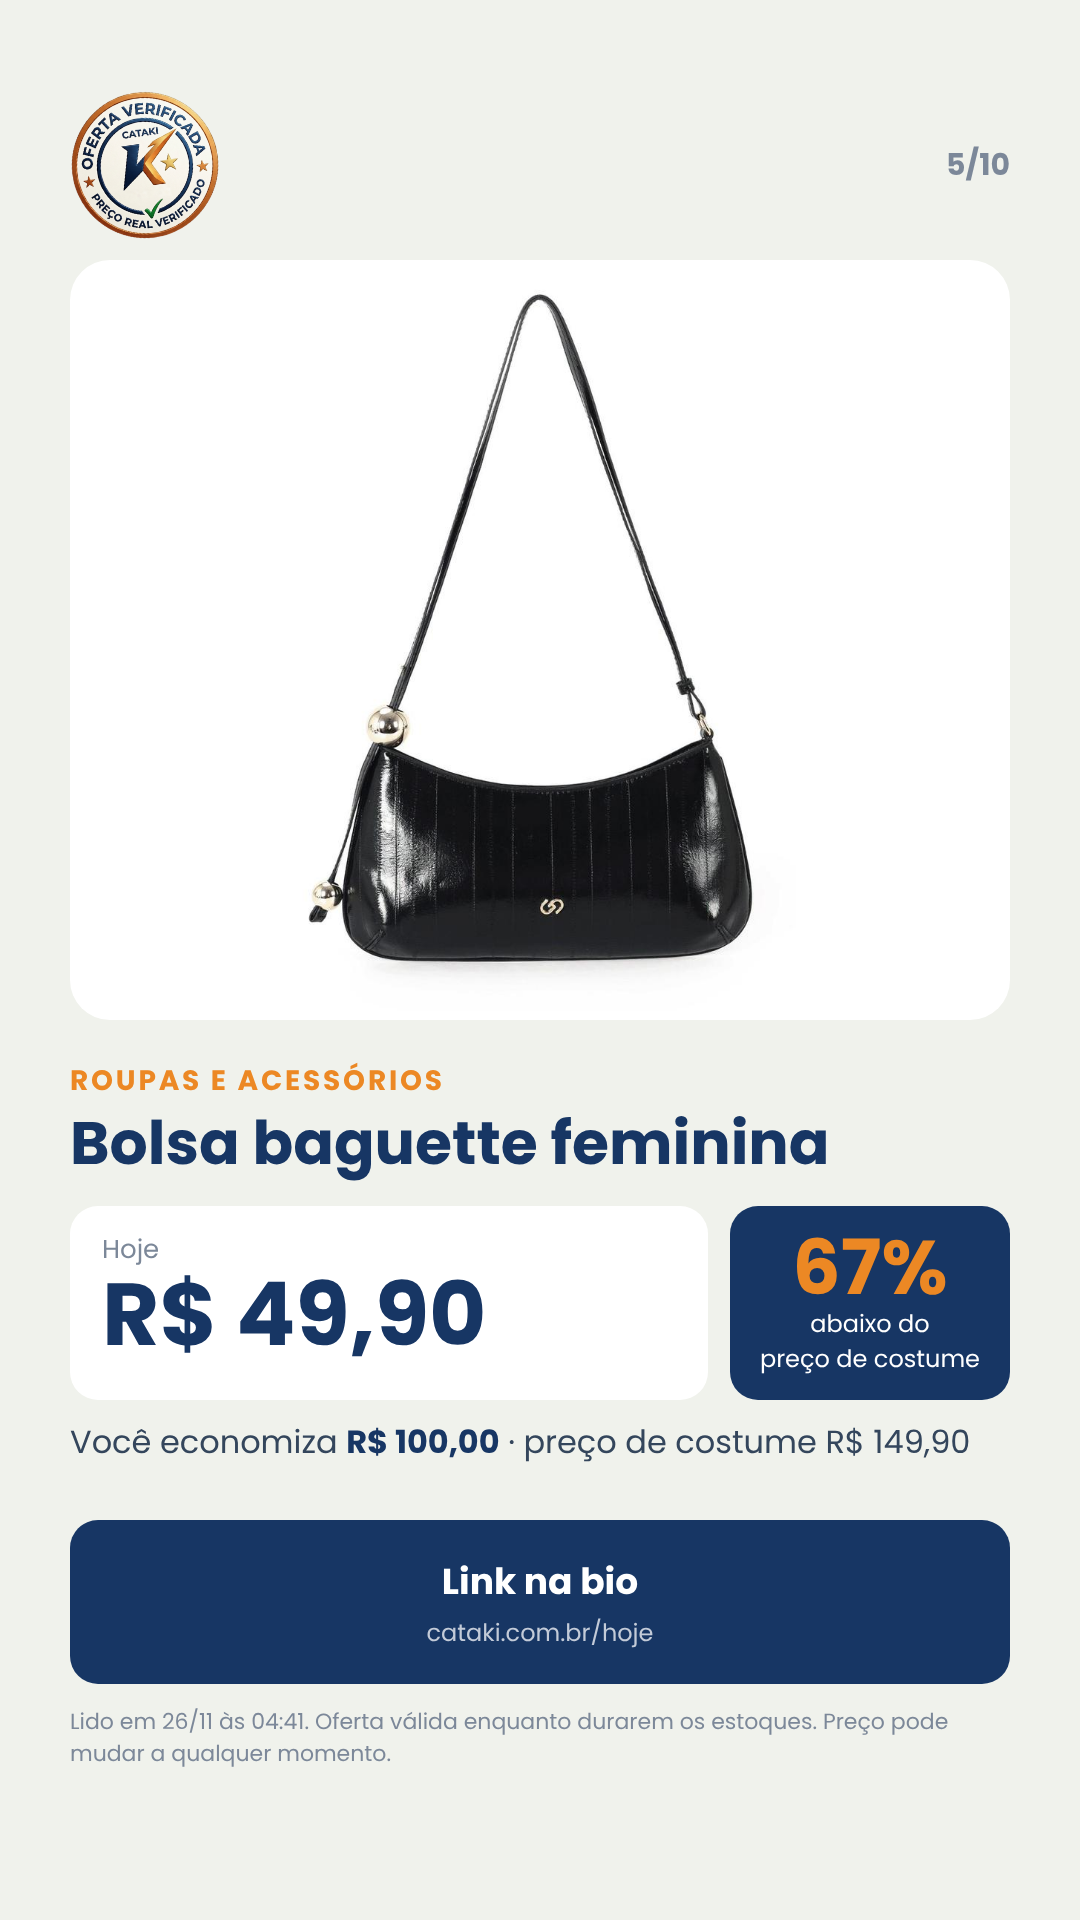 OFERTA VERIFICADA
CATAKI
PREÇO REAL VERIFICADO
5/10
ROUPAS E ACESSÓRIOS
Bolsa baguette feminina
Hoje
R$ 49,90
67%
abaixo do
preço de costume
Você economiza R$ 100,00 · preço de costume R$ 149,90
Link na bio
cataki.com.br/hoje
Lido em 26/11 às 04:41. Oferta válida enquanto durarem os estoques. Preço pode
mudar a qualquer momento.